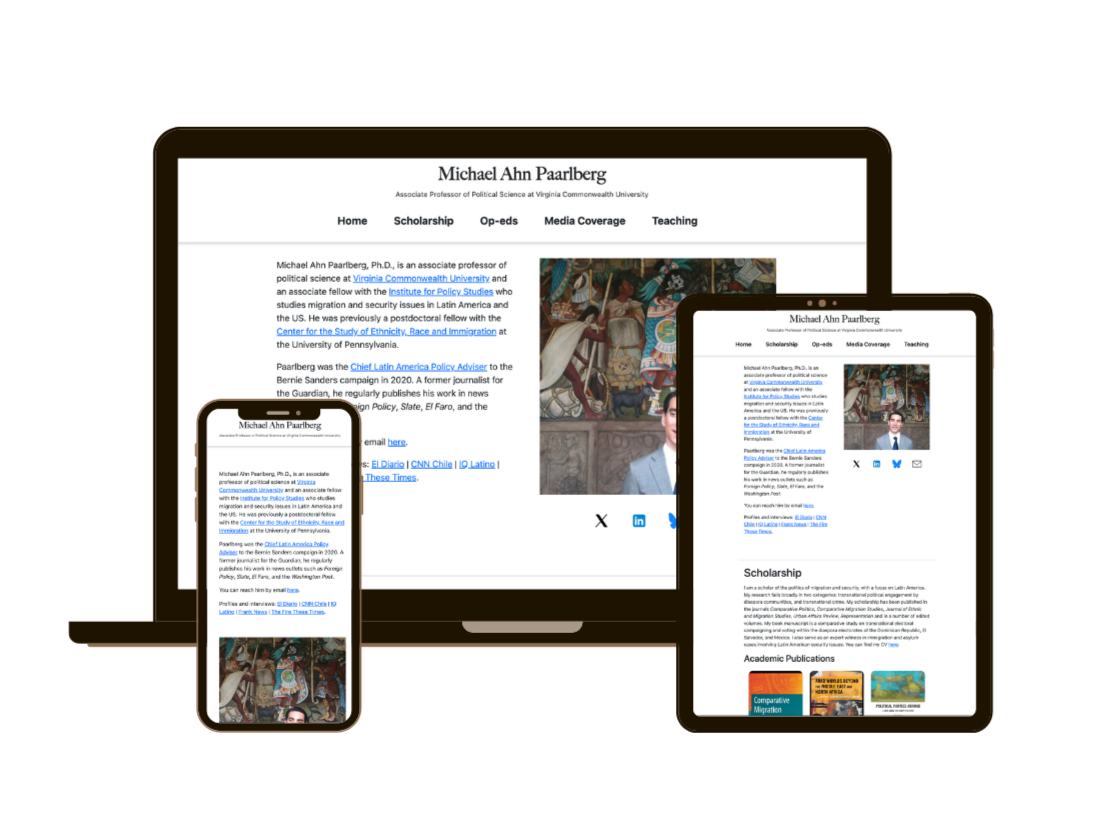 Michael Ahn Paarlberg
Associate Professor of Political Science at Virginia Commonwealth University
Home Scholarship Op-eds Media Coverage Teaching
Michael Ahn Paarlberg, Ph.D., is an associate professor of
political science at Virginia Commonwealth University and
an associate fellow with the Institute for Policy Studies who
studies migration and security issues in Latin America and
the US. He was previously a postdoctoral fellow with the
Center for the Study of Ethnicity, Race and Immigration at
the University of Pennsylvania.
Paarlberg was the Chief Latin America Policy Adviser to the
Bernie Sanders campaign in 2020. A former journalist for
the Guardian, he regularly publishes his work in news
ign Policy, Slate, El Faro, and the
email here.
s: El Diario | CNN Chile | IQ Latino |
These Times.
Michael Ahn Paarlberg
Associate Professor of Political Science at Virginia Commonwealth University
Michael Ahn Paarlberg, Ph.D., is an associate
professor of political science at Virginia
Commonwealth University and an associate fellow
with the Institute for Policy Studies who studies
migration and security issues in Latin America and
the US. He was previously a postdoctoral fellow
with the Center for the Study of Ethnicity, Race and
Immigration at the University of Pennsylvania.
Paarlberg was the Chief Latin America Policy
Adviser to the Bernie Sanders campaign in 2020. A
former journalist for the Guardian, he regularly
publishes his work in news outlets such as Foreign
Policy, Slate, El Faro, and the Washington Post.
You can reach him by email here.
Profiles and interviews: El Diario | CNN Chile | IQ
Latino | Frank News | The Fire These Times.
Michael Ahn Paarlberg
Associate Professor of Political Science at Virginia Commonwealth University
Home Scholarship Op-eds Media Coverage Teaching
Michael Ahn Paarlberg, Ph.D., is an
associate professor of political science
at Virginia Commonwealth University
and an associate fellow with the
Institute for Policy Studies who studies
migration and security issues in Latin
America and the US. He was previously
a postdoctoral fellow with the Center
for the Study of Ethnicity, Race and
Immigration at the University of
Pennsylvania.
Paarlberg was the Chief Latin America
Policy Adviser to the Bernie Sanders
campaign in 2020. A former journalist
for the Guardian, he regularly publishes
his work in news outlets such as
Foreign Policy, Slate, El Faro, and the
Washington Post.
You can reach him by email here.
Profiles and interviews: El Diario | CNN
Chile | IQ Latino | Frank News | The Fire
These Times.
Scholarship
I am a scholar of the politics of migration and security, with a focus on Latin America.
My research falls broadly in two categories: transnational political engagement by
diaspora communities, and transnational crime. My scholarship has been published in
the journals Comparative Politics, Comparative Migration Studies, Journal of Ethnic
and Migration Studies, Urban Affairs Review, Representation and in a number of edited
volumes. My book manuscript is a comparative study on transnational electoral
campaigning and voting within the diaspora electorates of the Dominican Republic, El
Salvador, and Mexico. I also serve as an expert witness in immigration and asylum
cases involving Latin American security issues. You can find my CV here.
Academic Publications
Comparative
Migration
MIDDLE EAST AND
NORTH AFRICA
POLITICAL PARTIES ABROAD